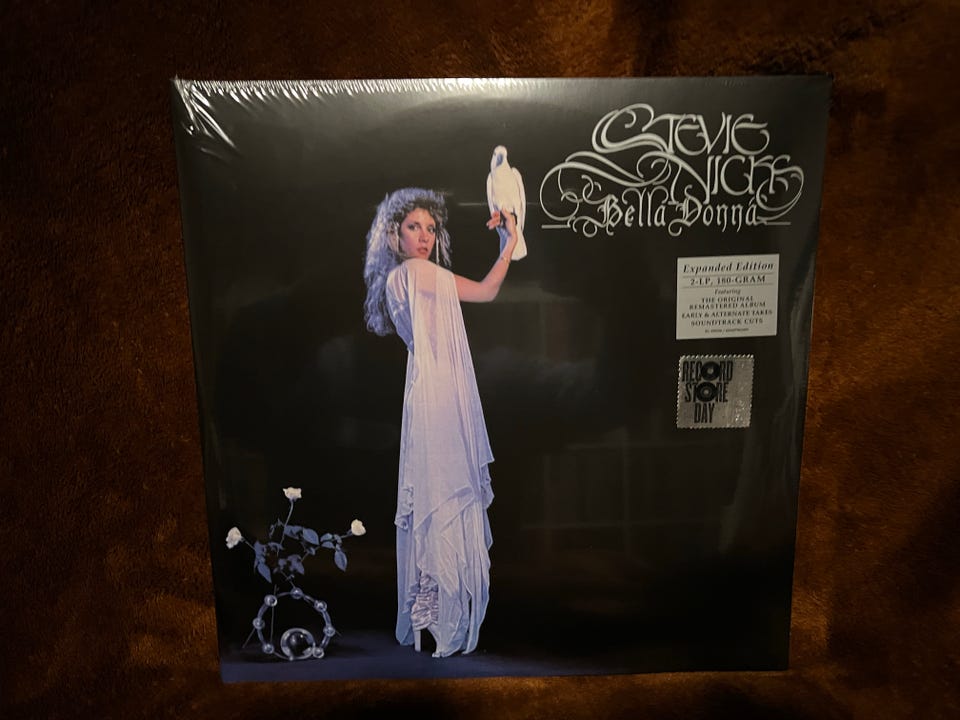 STEVIE
NICKS
Bella Donna
Expanded Edition
2-LP, 180-GRAM
Featuring
THE ORIGINAL
REMASTERED ALBUM
EARLY & ALTERNATE TAKES
SOUNDTRACK CUTS
RECORD
STORE
DAY